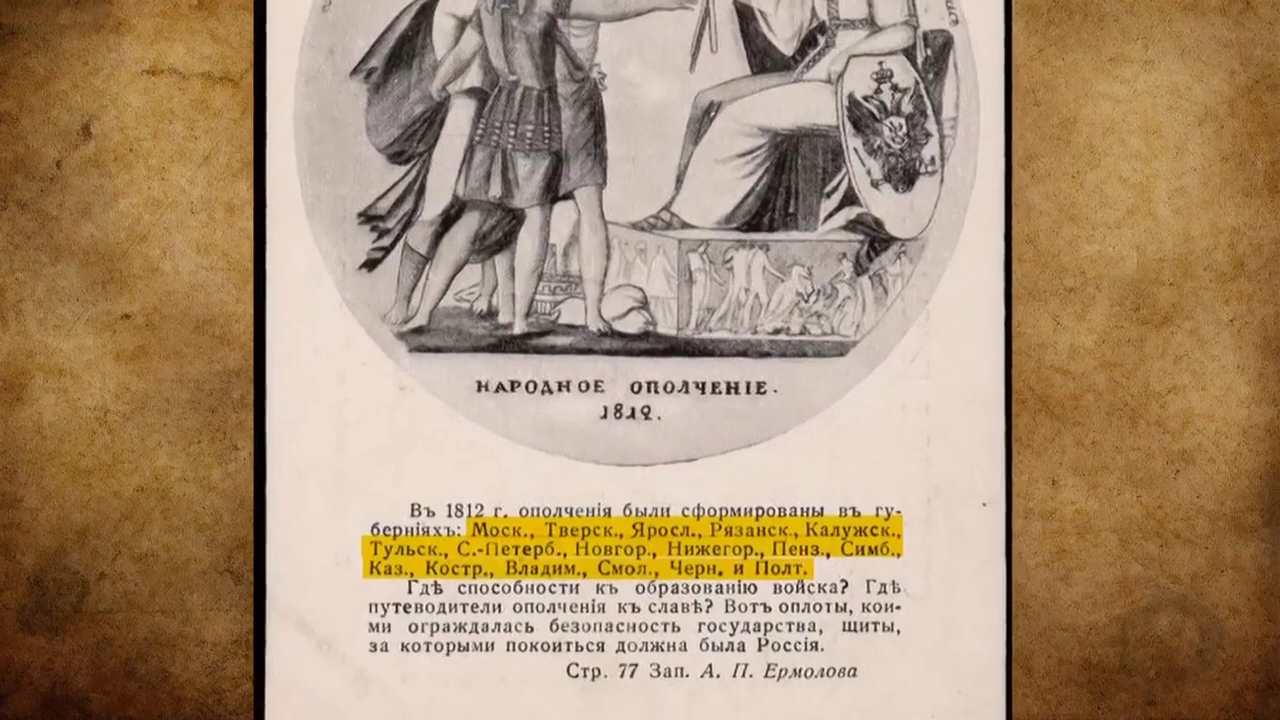 НАРОДНОЕ ОПОЛЧЕНІЕ.
1812.
Въ 1812 г. ополченія были сформированы въ гу-
берніяхъ: Моск., Тверск., Яросл., Рязанск., Калужск.,
Тульск., С.-Петерб., Новгор., Нижегор., Пенз., Симб.,
Каз., Костр., Владим., Смол., Черн. и Полт.
Гдѣ способности къ образованію войска? Гдѣ
путеводители ополченія къ славѣ? Вотъ оплоты, кои-
ми ограждалась безопасность государства, щиты,
за которыми покоиться должна была Россія.
Стр. 77 Зап. А. П. Ермолова